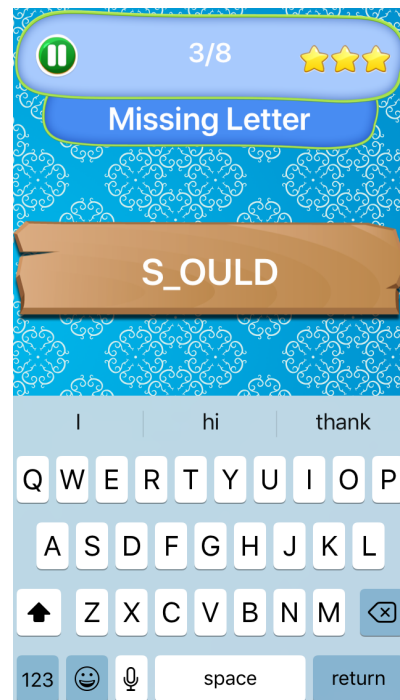 3/8
Missing Letter
S_OULD
I hi thank
Q W E R T Y U I O P
A S D F G H J K L
Z X C V B N M
123 space return